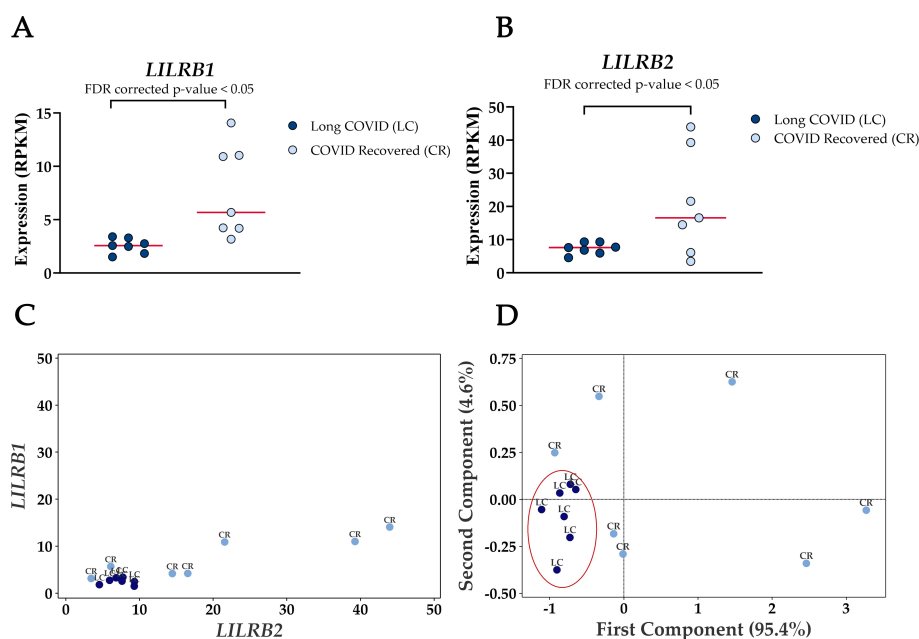 A
LILRB1
FDR corrected p-value < 0.05
Expression (RPKM)
15
10
5
0
Long COVID (LC)
COVID Recovered (CR)
B
LILRB2
FDR corrected p-value < 0.05
Expression (RPKM)
50
40
30
20
10
0
Long COVID (LC)
COVID Recovered (CR)
C
LILRB1
50
40
30
20
10
0
CR
CR
CR
CR
CR
CR
CR
LC
LC
LC
LC
LC
0
10
20
30
40
50
LILRB2
D
Second Component (4.6%)
0.75
0.50
0.25
0.00
-0.25
-0.50
CR
CR
CR
CR
CR
CR
CR
LC
LC
LC
LC
LC
LC
LC
-1
0
1
2
3
First Component (95.4%)